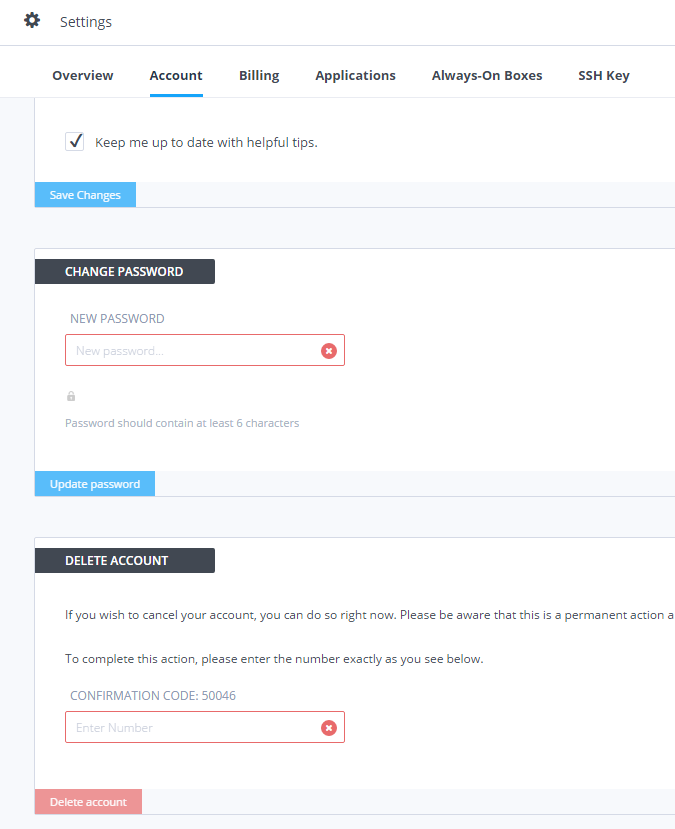 Settings
Overview Account Billing Applications Always-On Boxes SSH Key
Keep me up to date with helpful tips.
Save Changes
CHANGE PASSWORD
NEW PASSWORD
New password...
Password should contain at least 6 characters
Update password
DELETE ACCOUNT
If you wish to cancel your account, you can do so right now. Please be aware that this is a permanent action a
To complete this action, please enter the number exactly as you see below.
CONFIRMATION CODE: 50046
Enter Number
Delete account